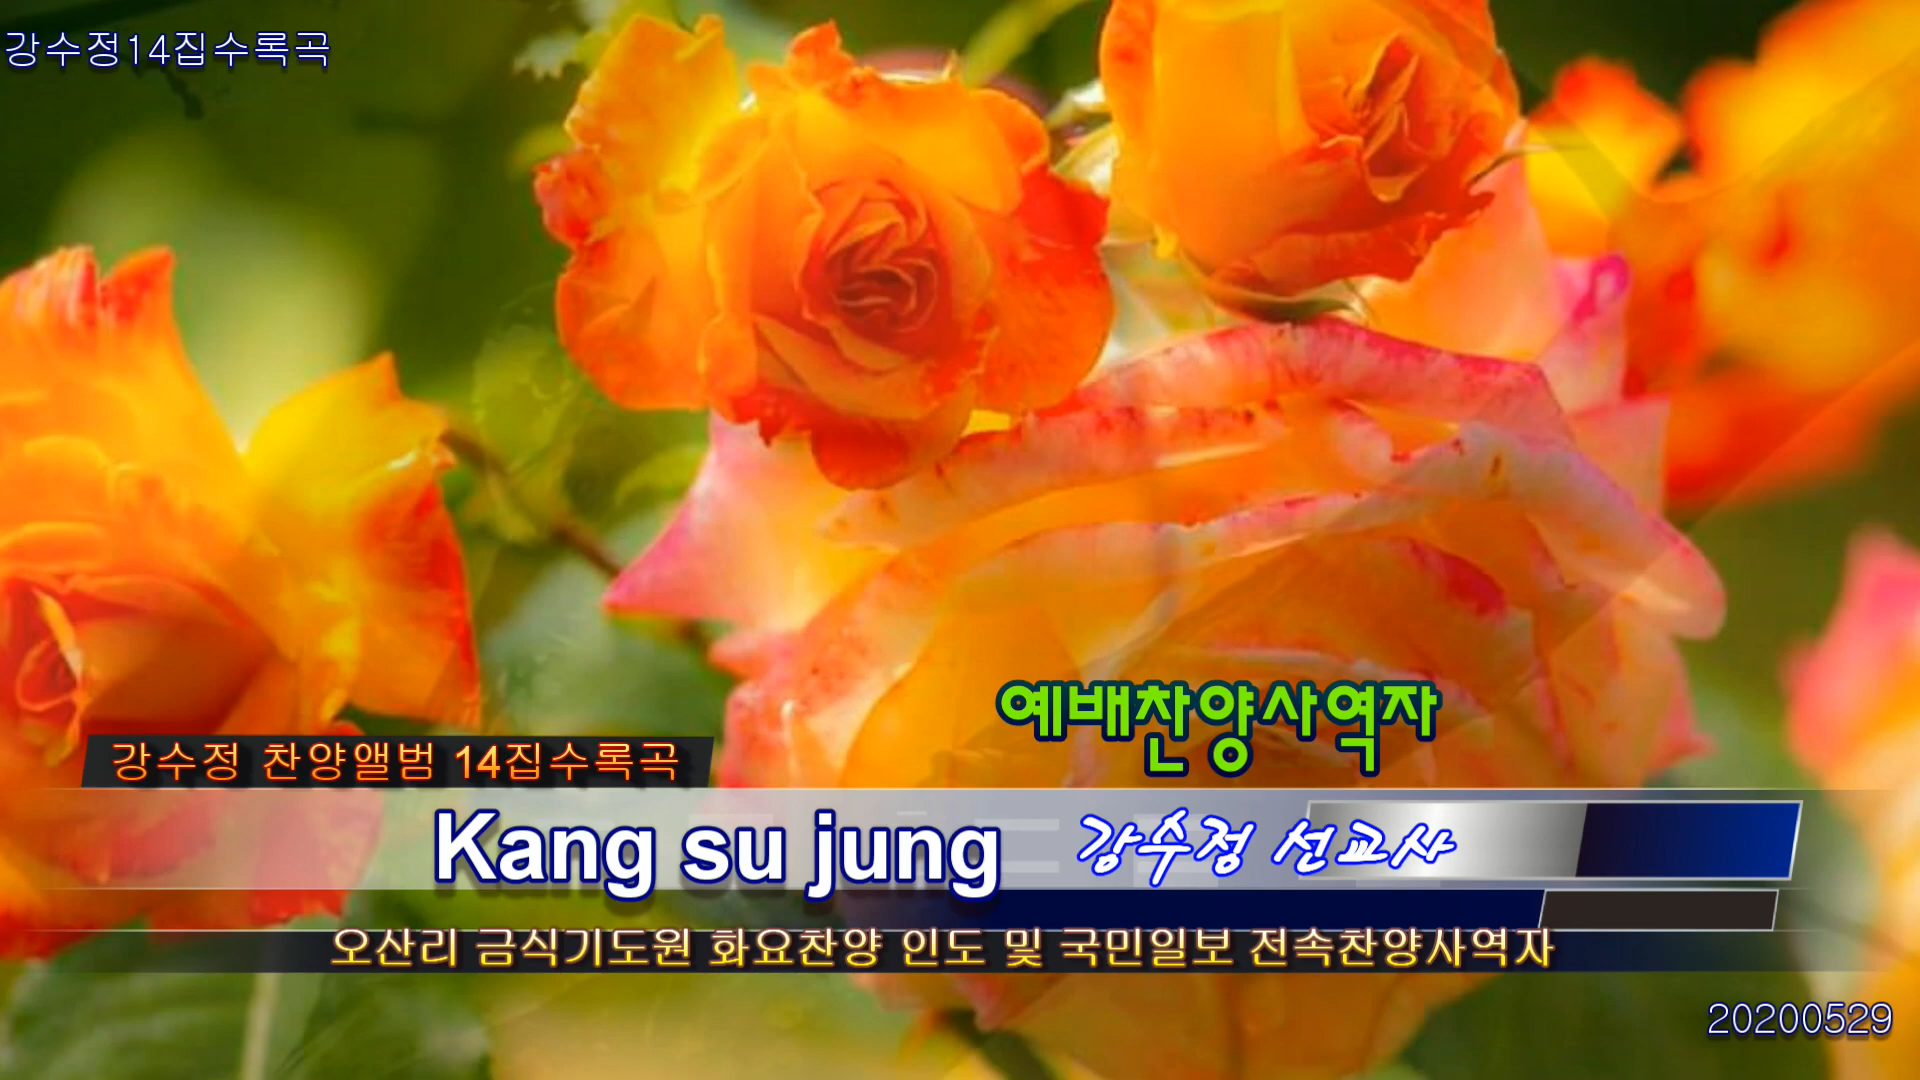 강수정14집수록곡
예배찬양사역자
강수정 찬양앨범 14집수록곡
Kang su jung 강수정 선교사
오산리 금식기도원 화요찬양 인도 및 국민일보 전속찬양사역자
20200529